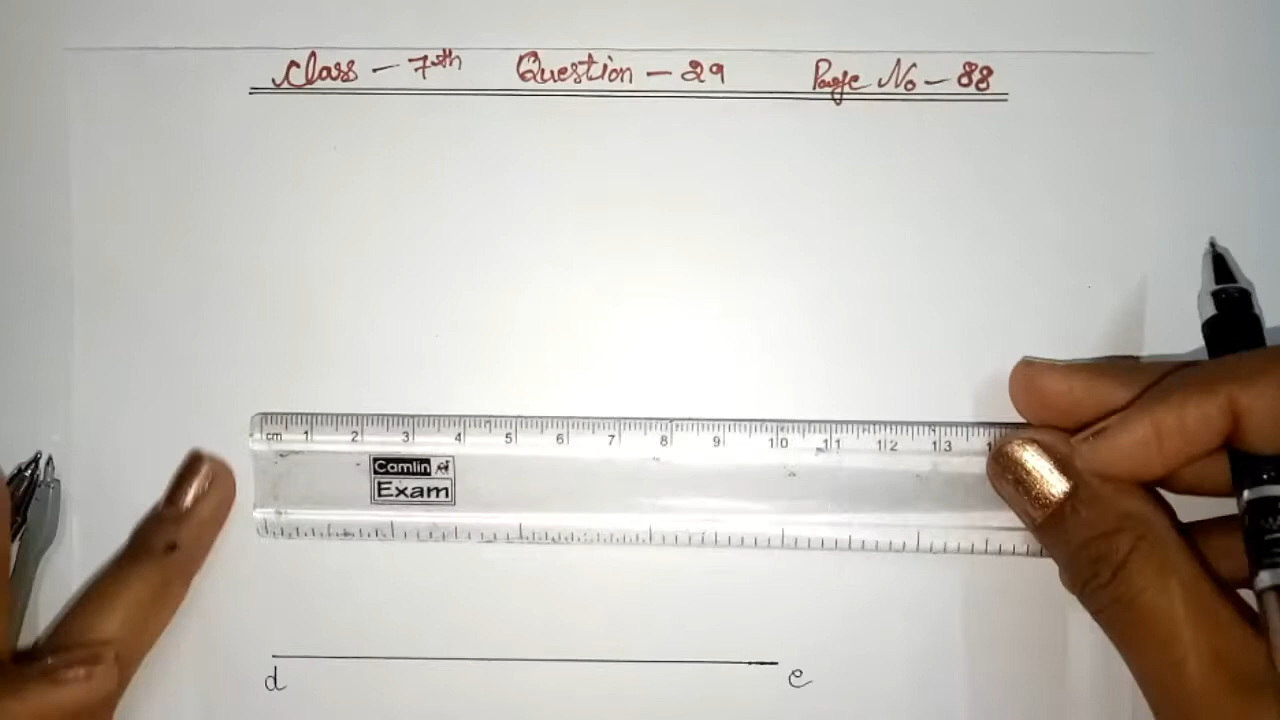 Class - 7th Question - 29 Page No - 88
cm 1 2 3 4 5 6 7 8 9 10 11 12 13
Camlin
Exam
d e